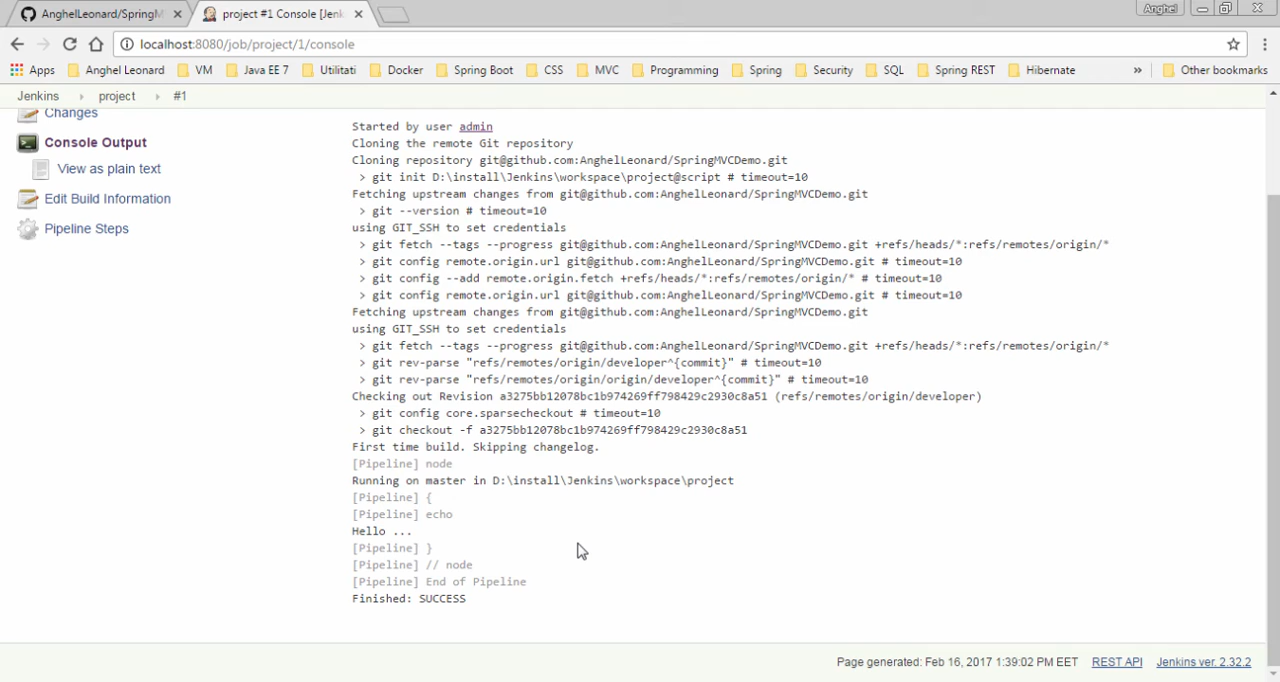 AnghelLeonard/SpringM
project #1 Console [Jenk
Anghel
localhost:8080/job/project/1/console
Apps
Anghel Leonard
VM
Java EE 7
Utilitati
Docker
Spring Boot
CSS
MVC
Programming
Spring
Security
SQL
Spring REST
Hibernate
»
Other bookmarks
Jenkins
project
#1
Changes
Console Output
View as plain text
Edit Build Information
Pipeline Steps
Started by user admin
Cloning the remote Git repository
Cloning repository git@github.com:AnghelLeonard/SpringMVCDemo.git
> git init D:\install\Jenkins\workspace\project@script # timeout=10
Fetching upstream changes from git@github.com:AnghelLeonard/SpringMVCDemo.git
> git --version # timeout=10
using GIT_SSH to set credentials
> git fetch --tags --progress git@github.com:AnghelLeonard/SpringMVCDemo.git +refs/heads/*:refs/remotes/origin/*
> git config remote.origin.url git@github.com:AnghelLeonard/SpringMVCDemo.git # timeout=10
> git config --add remote.origin.fetch +refs/heads/*:refs/remotes/origin/* # timeout=10
> git config remote.origin.url git@github.com:AnghelLeonard/SpringMVCDemo.git # timeout=10
Fetching upstream changes from git@github.com:AnghelLeonard/SpringMVCDemo.git
using GIT_SSH to set credentials
> git fetch --tags --progress git@github.com:AnghelLeonard/SpringMVCDemo.git +refs/heads/*:refs/remotes/origin/*
> git rev-parse "refs/remotes/origin/developer^{commit}" # timeout=10
> git rev-parse "refs/remotes/origin/origin/developer^{commit}" # timeout=10
Checking out Revision a3275bb12078bc1b974269ff798429c2930c8a51 (refs/remotes/origin/developer)
> git config core.sparsecheckout # timeout=10
> git checkout -f a3275bb12078bc1b974269ff798429c2930c8a51
First time build. Skipping changelog.
[Pipeline] node
Running on master in D:\install\Jenkins\workspace\project
[Pipeline] {
[Pipeline] echo
Hello ...
[Pipeline] }
[Pipeline] // node
[Pipeline] End of Pipeline
Finished: SUCCESS
Page generated: Feb 16, 2017 1:39:02 PM EET
REST API
Jenkins ver. 2.32.2